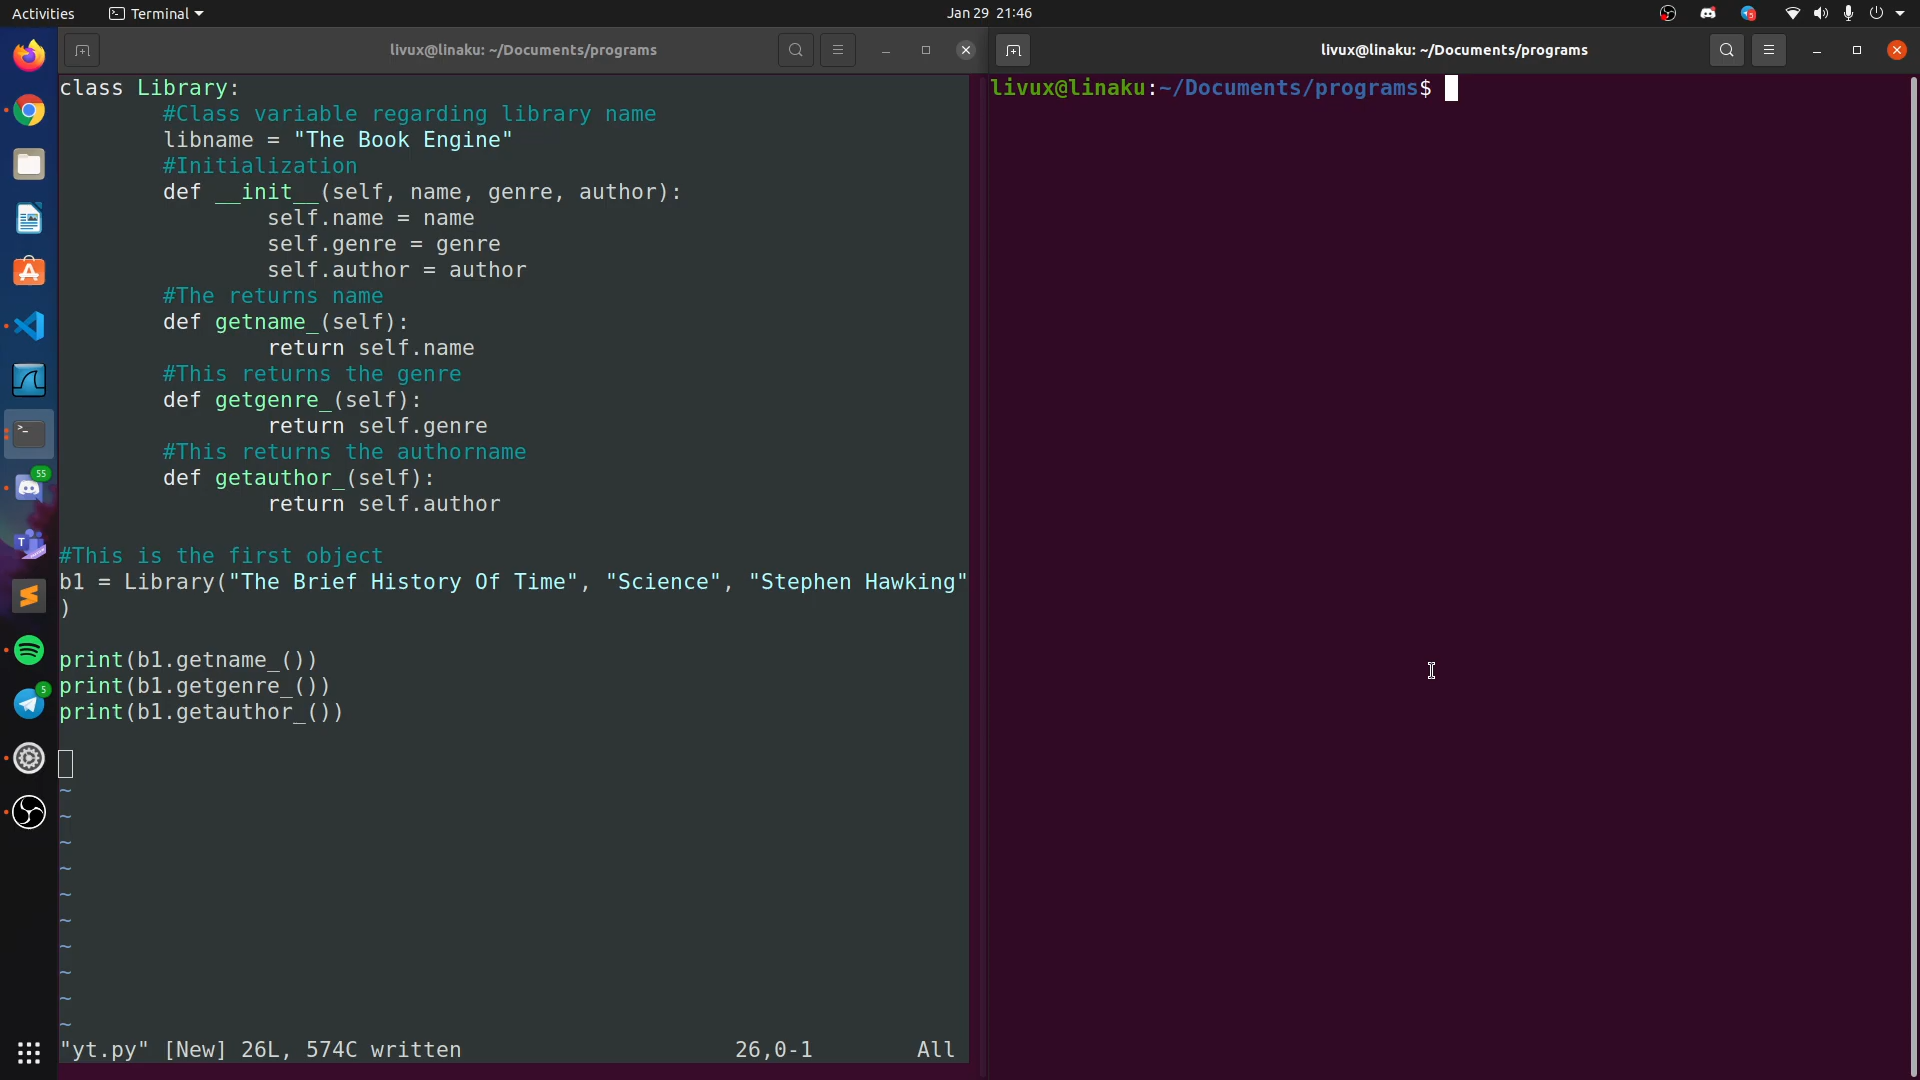 Activities
Terminal
Jan 29 21:46
livux@linaku: ~/Documents/programs
class Library:
#Class variable regarding library name
libname = "The Book Engine"
#Initialization
def __init__(self, name, genre, author):
self.name = name
self.genre = genre
self.author = author
#The returns name
def getname_(self):
return self.name
#This returns the genre
def getgenre_(self):
return self.genre
#This returns the authorname
def getauthor_(self):
return self.author
#This is the first object
b1 = Library("The Brief History Of Time", "Science", "Stephen Hawking"
)
print(b1.getname_())
print(b1.getgenre_())
print(b1.getauthor_())
~
~
~
~
~
~
~
~
~
~
"yt.py" [New] 26L, 574C written 26,0-1 All
livux@linaku: ~/Documents/programs
livux@linaku:~/Documents/programs$
55
5